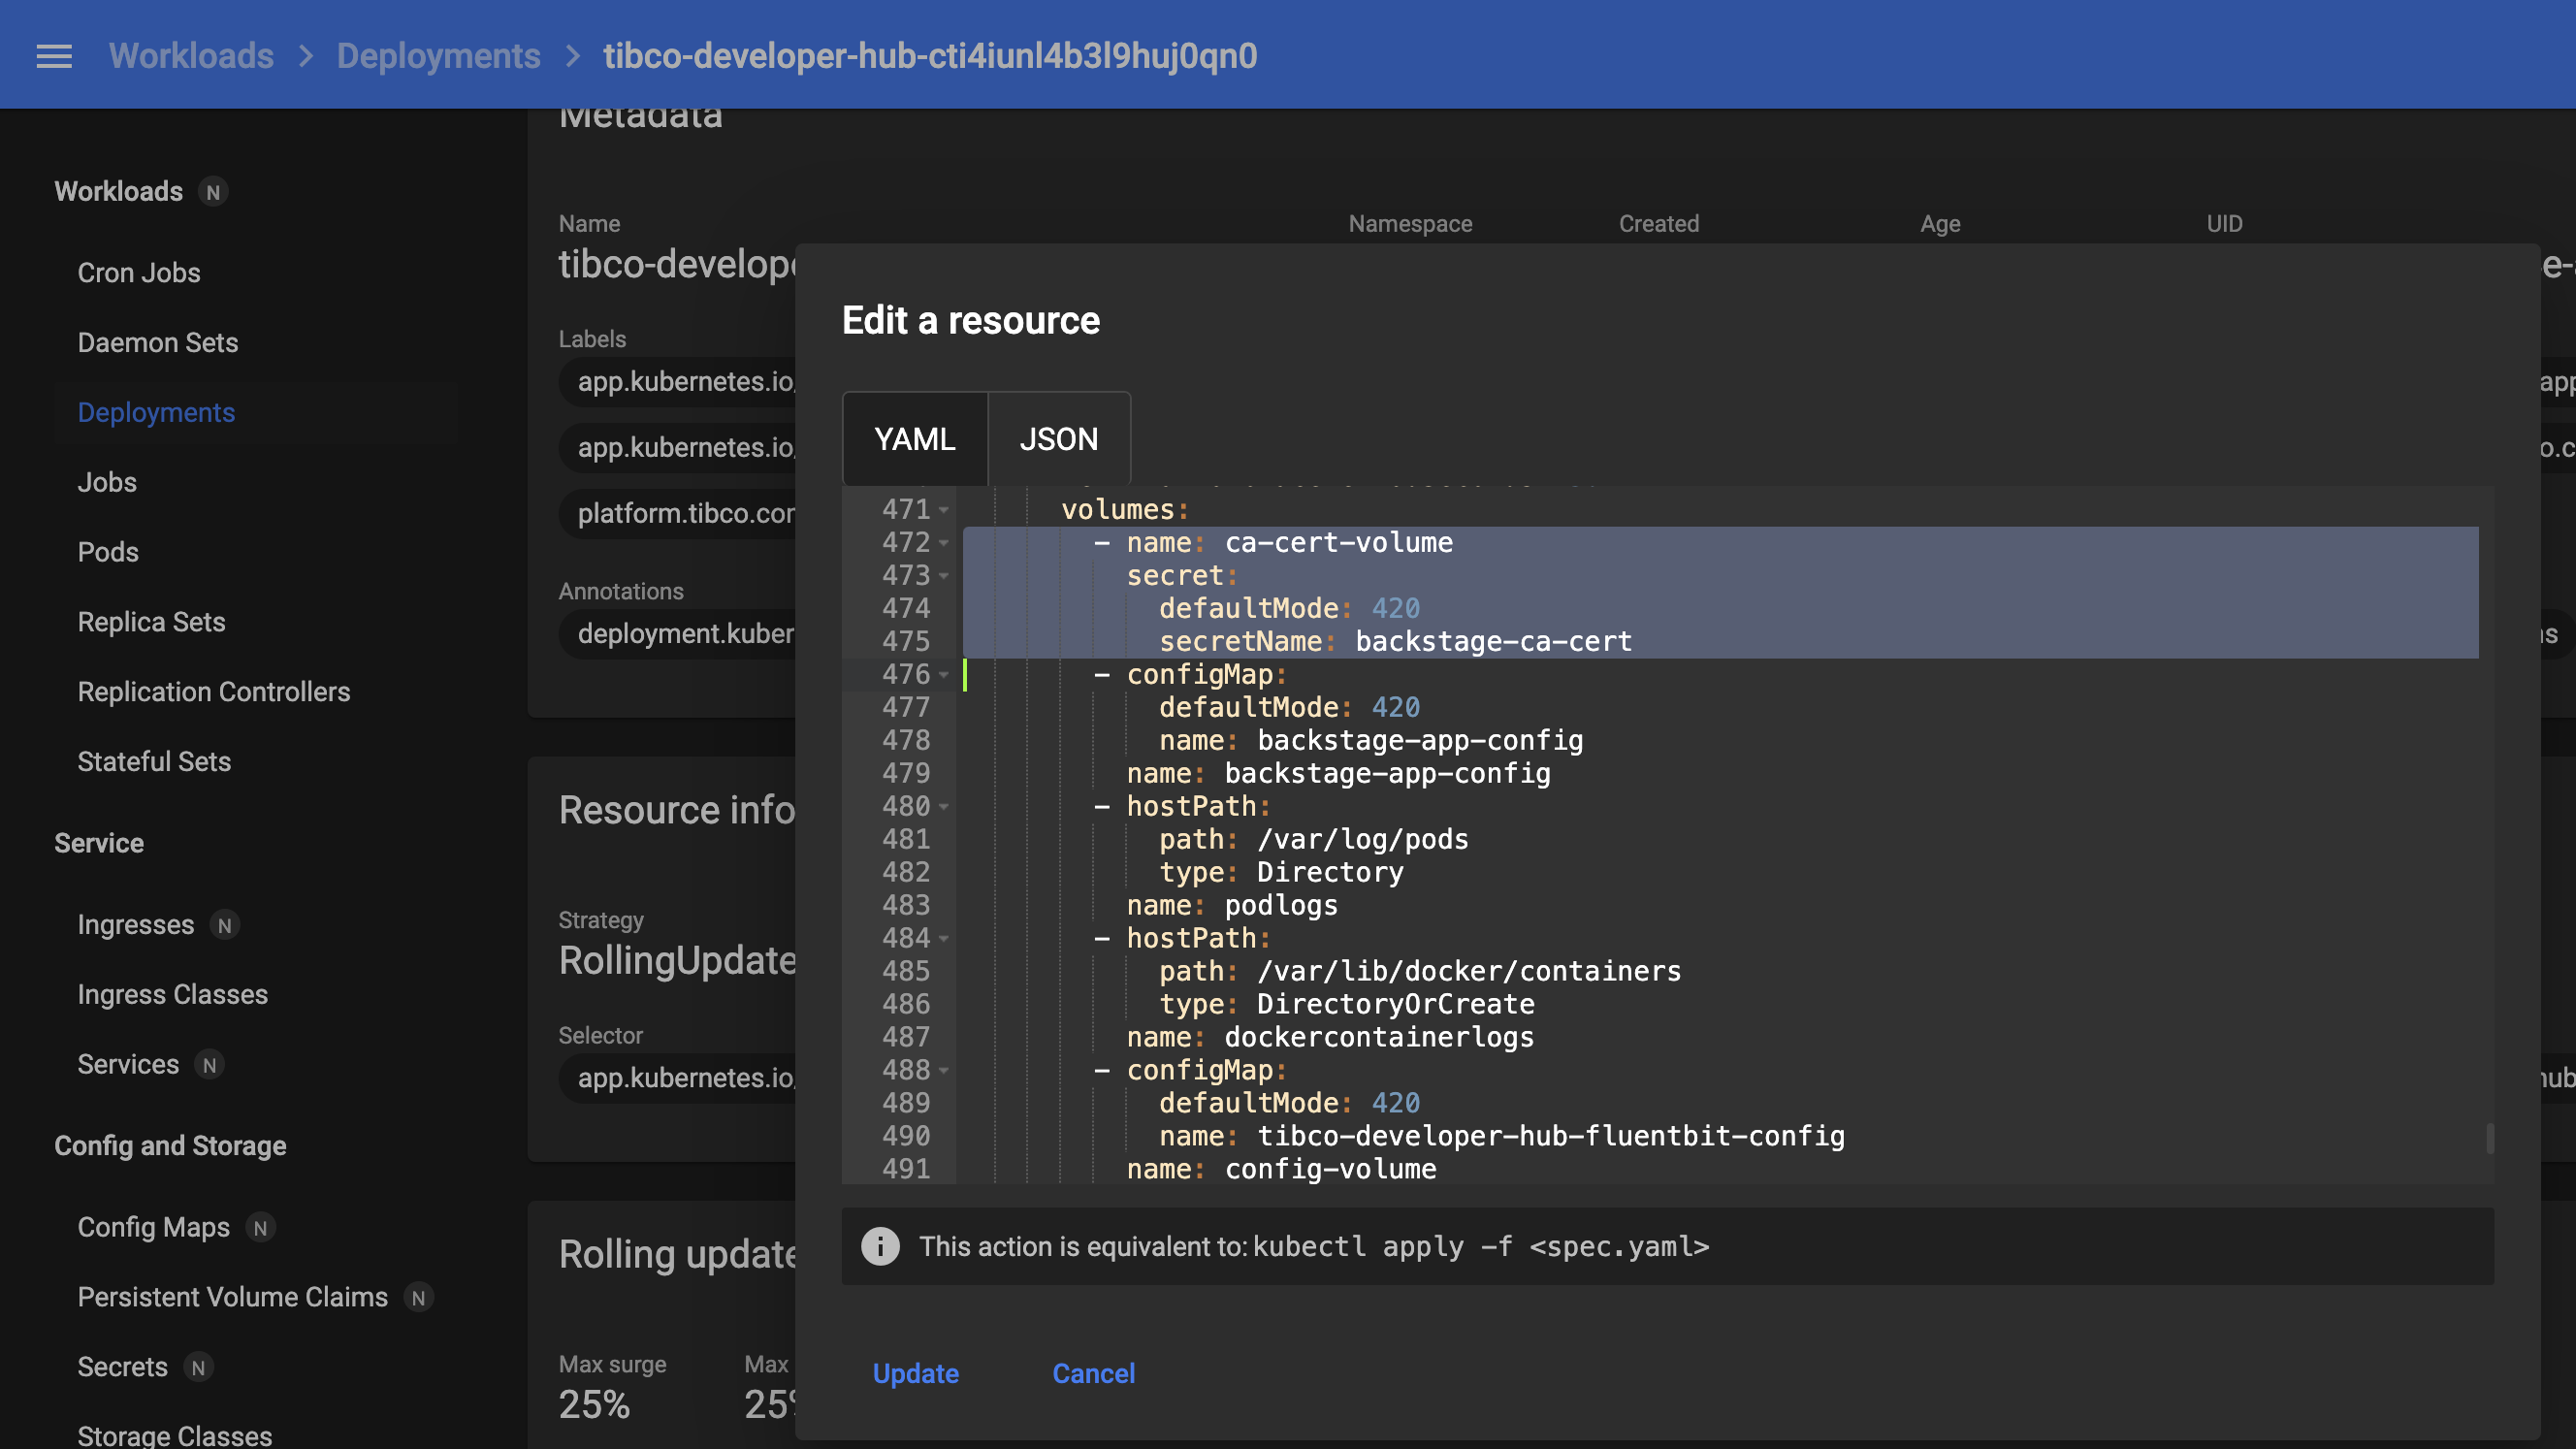 Workloads > Deployments > tibco-developer-hub-cti4iunl4b3l9huj0qn0
Metadata
Workloads N
Cron Jobs
Daemon Sets
Deployments
Jobs
Pods
Replica Sets
Replication Controllers
Stateful Sets
Service
Ingresses N
Ingress Classes
Services N
Config and Storage
Config Maps N
Persistent Volume Claims N
Secrets N
Storage Classes
Name
Namespace
Created
Age
UID
Labels
app.kubernetes.io
app.kubernetes.io
Annotations
Resource info
Strategy
RollingUpdate
Selector
app.kubernetes.io
Rolling update
Max surge
25%
Max
Edit a resource
YAML JSON
471 volumes:
472 - name: ca-cert-volume
473 secret:
474 defaultMode: 420
475 secretName: backstage-ca-cert
476 - configMap:
477 defaultMode: 420
478 name: backstage-app-config
479 name: backstage-app-config
480 - hostPath:
481 path: /var/log/pods
482 type: Directory
483 name: podlogs
484 - hostPath:
485 path: /var/lib/docker/containers
486 type: DirectoryOrCreate
487 name: dockercontainerlogs
488 - configMap:
489 defaultMode: 420
490 name: tibco-developer-hub-fluentbit-config
491 name: config-volume
This action is equivalent to: kubectl apply -f <spec.yaml>
Update Cancel